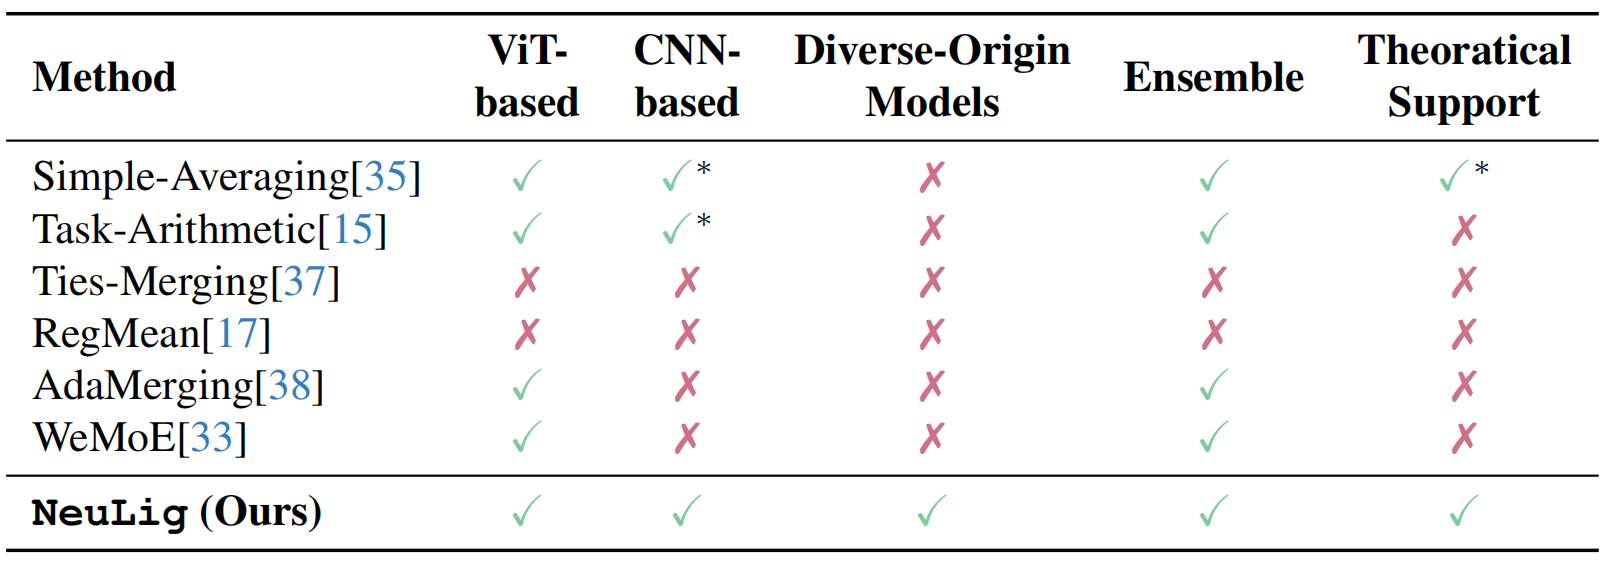 Method ViT-based CNN-based Diverse-Origin Models Ensemble Theoratical Support
Simple-Averaging[35] ✓ ✓* ✗ ✓ ✓*
Task-Arithmetic[15] ✓ ✓* ✗ ✓ ✗
Ties-Merging[37] ✗ ✗ ✗ ✗ ✗
RegMean[17] ✗ ✗ ✗ ✗ ✗
AdaMerging[38] ✓ ✗ ✗ ✓ ✗
WeMoE[33] ✓ ✗ ✗ ✓ ✗
NeuLig (Ours) ✓ ✓ ✓ ✓ ✓